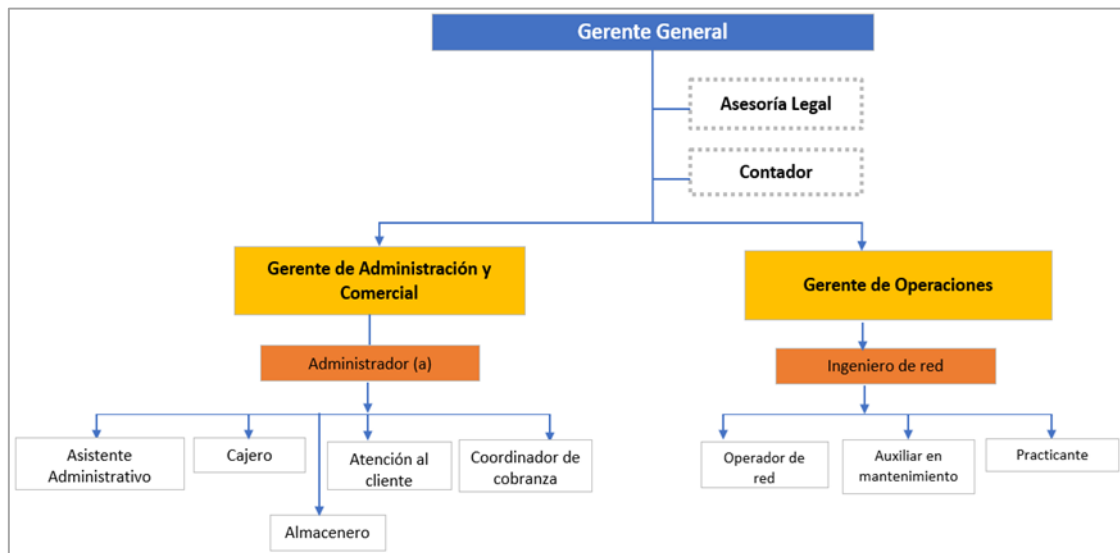 Gerente General
Asesoría Legal
Contador
Gerente de Administración y
Comercial
Gerente de Operaciones
Administrador (a)
Ingeniero de red
Asistente
Administrativo
Cajero
Atención al
cliente
Coordinador de
cobranza
Operador de
red
Auxiliar en
mantenimiento
Practicante
Almacenero